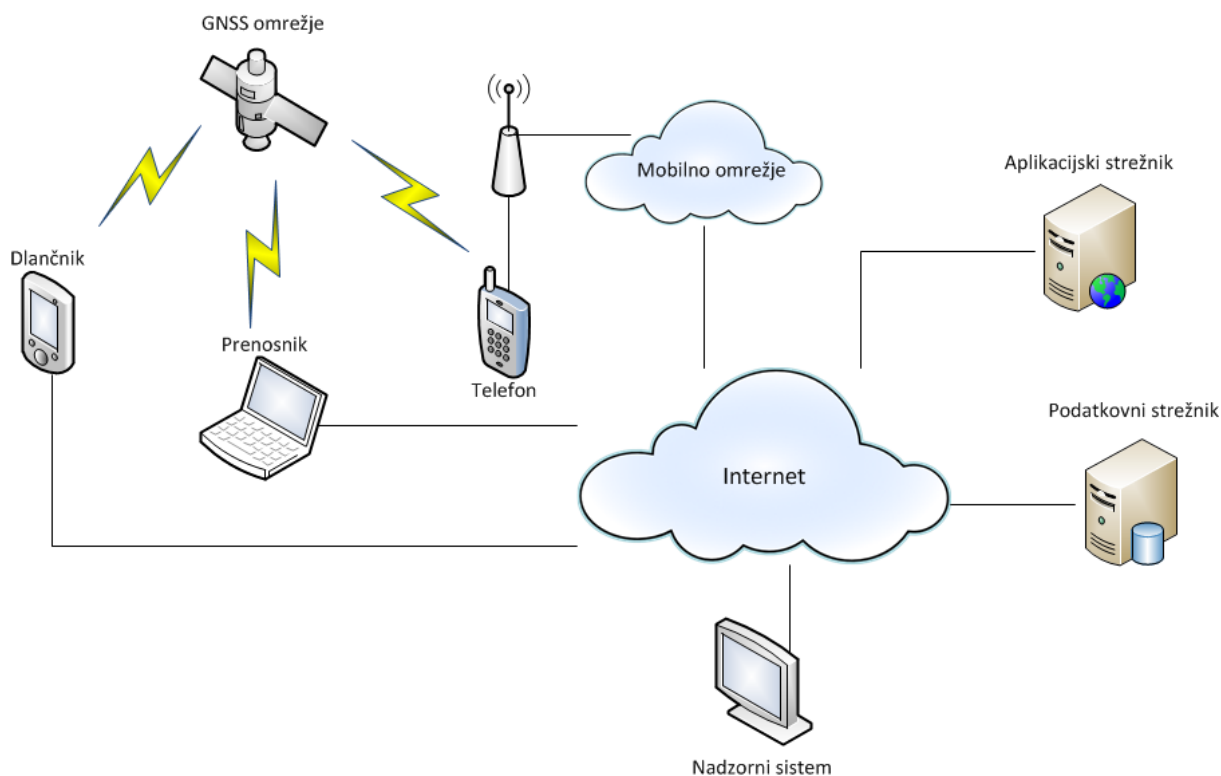 GNSS omrežje
Mobilno omrežje
Aplikacijski strežnik
Dlančnik
Prenosnik
Telefon
Podatkovni strežnik
Internet
Nadzorni sistem